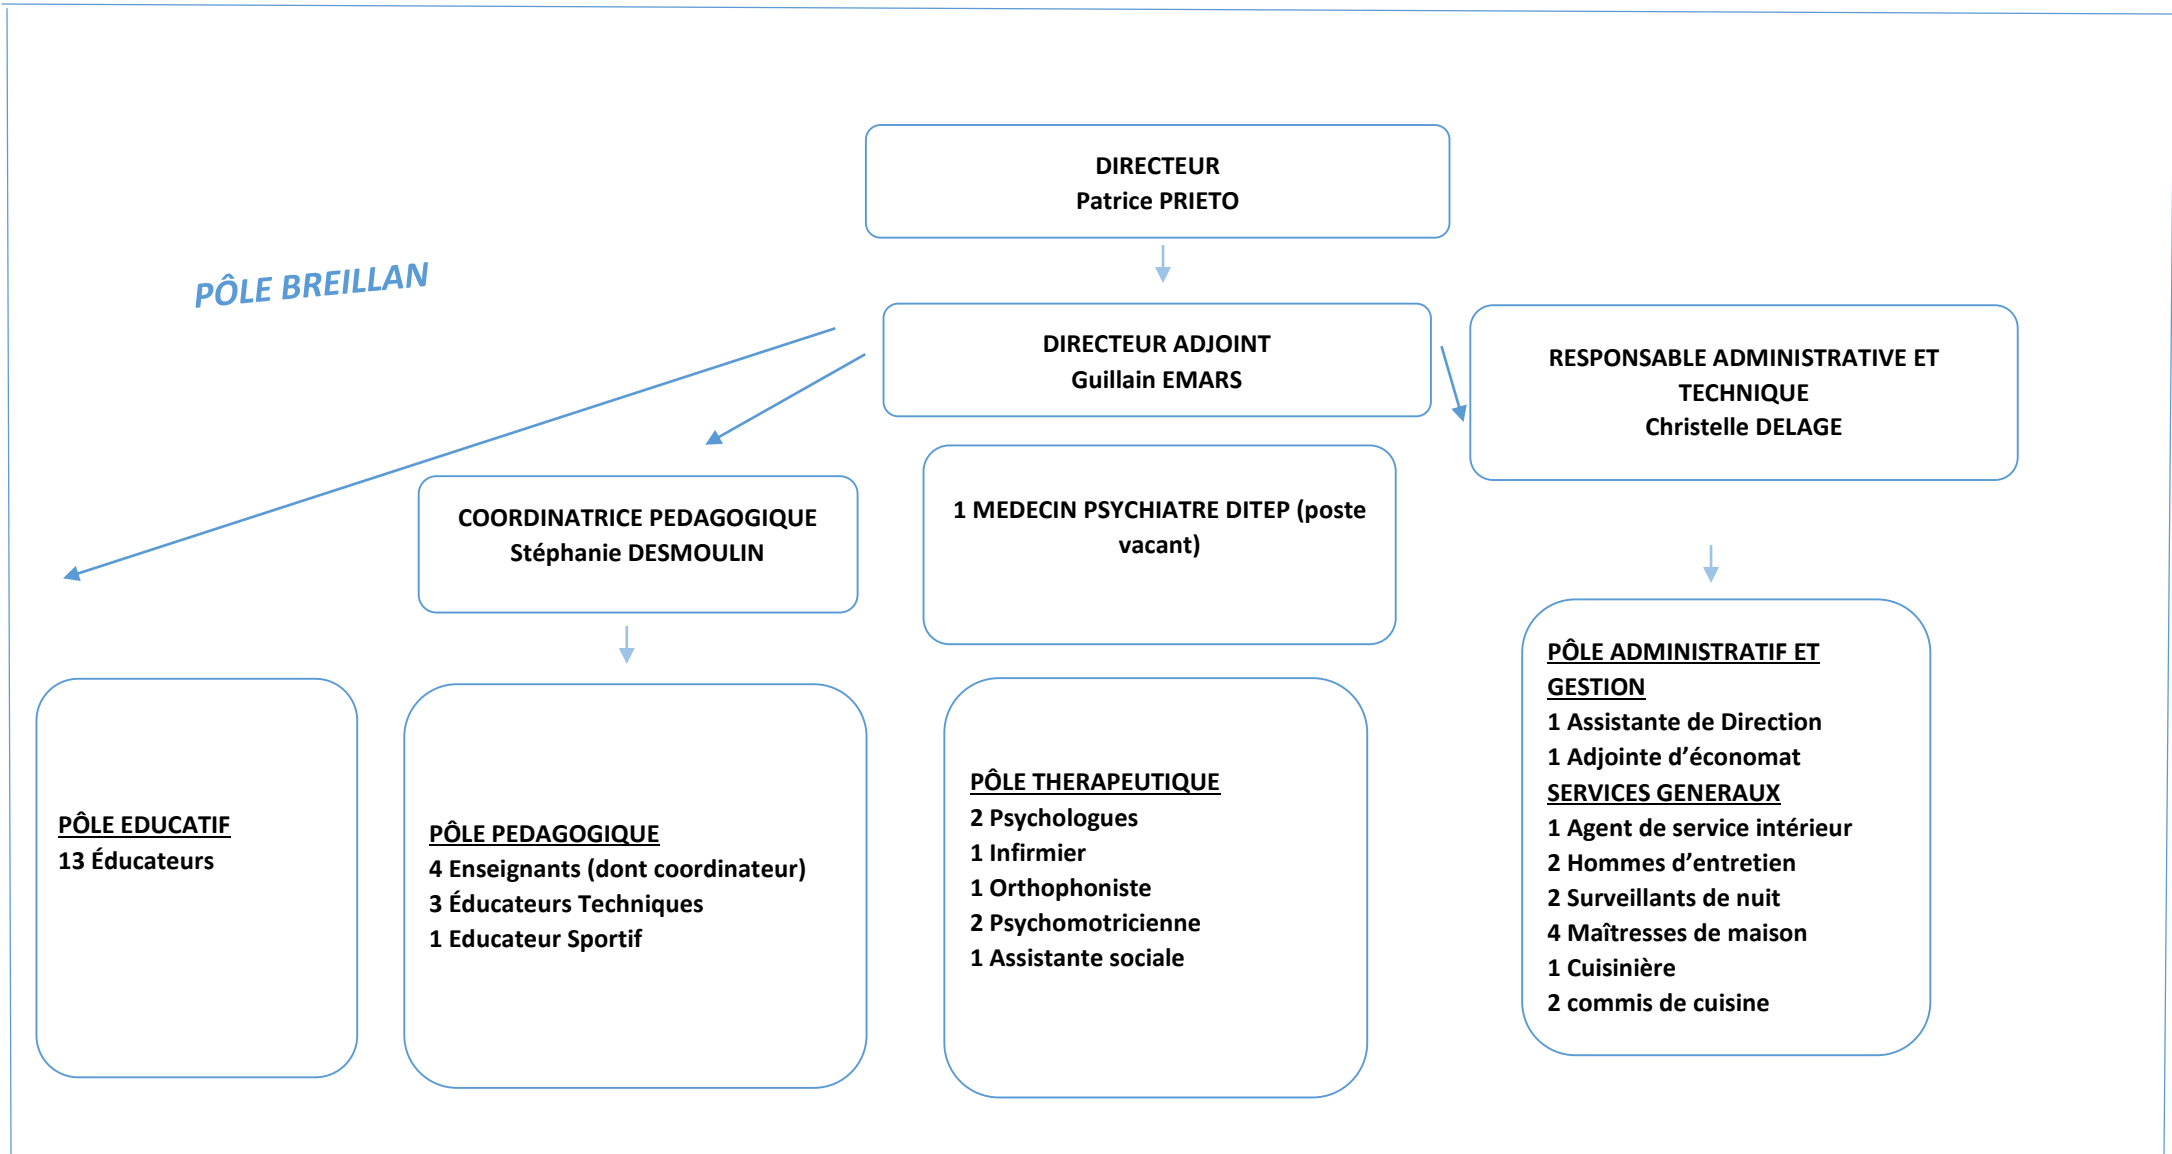 DIRECTEUR
Patrice PRIETO
PÔLE BREILLAN
DIRECTEUR ADJOINT
Guillain EMARS
RESPONSABLE ADMINISTRATIVE ET
TECHNIQUE
Christelle DELAGE
COORDINATRICE PEDAGOGIQUE
Stéphanie DESMOULIN
1 MEDECIN PSYCHIATRE DITEP (poste
vacant)
PÔLE EDUCATIF
13 Éducateurs
PÔLE PEDAGOGIQUE
4 Enseignants (dont coordinateur)
3 Éducateurs Techniques
1 Educateur Sportif
PÔLE THERAPEUTIQUE
2 Psychologues
1 Infirmier
1 Orthophoniste
2 Psychomotricienne
1 Assistante sociale
PÔLE ADMINISTRATIF ET
GESTION
1 Assistante de Direction
1 Adjointe d’économat
SERVICES GENERAUX
1 Agent de service intérieur
2 Hommes d’entretien
2 Surveillants de nuit
4 Maîtresses de maison
1 Cuisinière
2 commis de cuisine